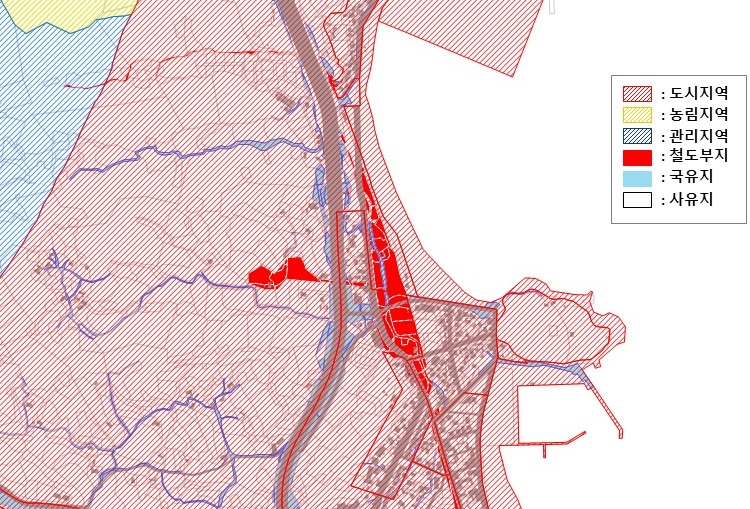 : 도시지역
: 농림지역
: 관리지역
: 철도부지
: 국유지
: 사유지